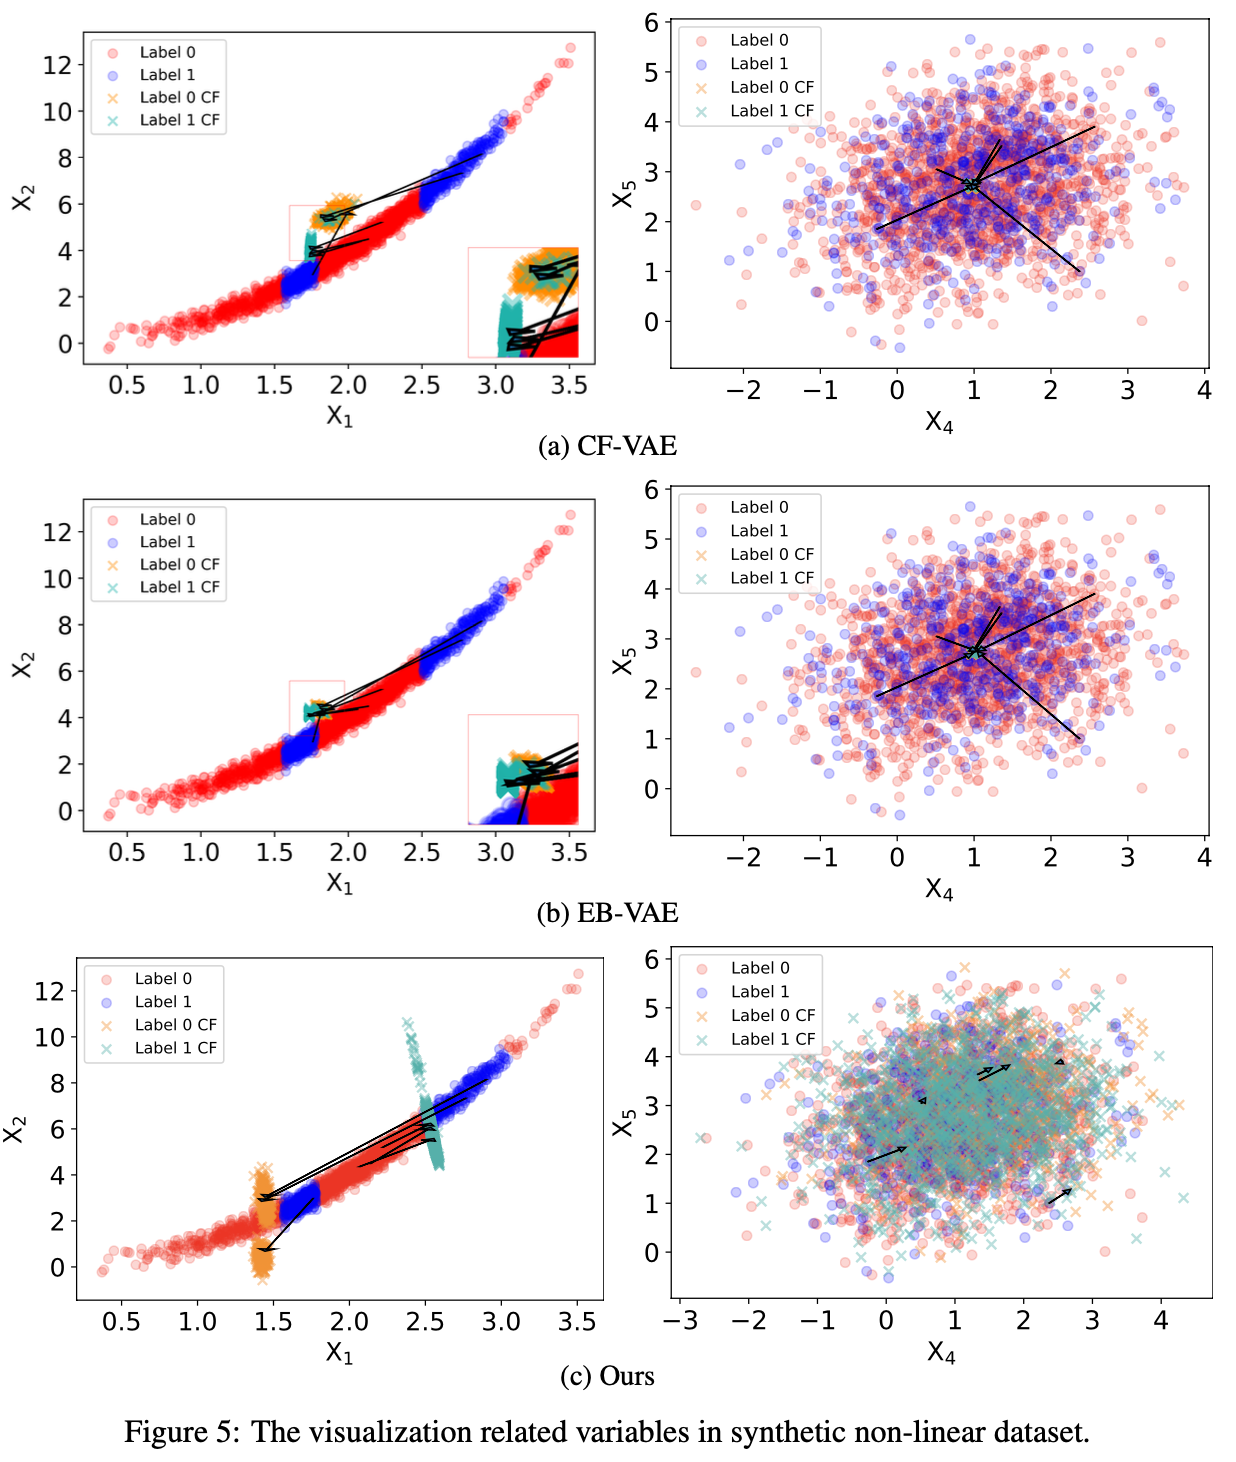 Label 0
Label 1
Label 0 CF
Label 1 CF
12
10
8
6
4
2
0
X2
0.5 1.0 1.5 2.0 2.5 3.0 3.5
X1
Label 0
Label 1
Label 0 CF
Label 1 CF
6
5
4
3
2
1
0
X5
−2 −1 0 1 2 3 4
X4
(a) CF-VAE
Label 0
Label 1
Label 0 CF
Label 1 CF
12
10
8
6
4
2
0
X2
0.5 1.0 1.5 2.0 2.5 3.0 3.5
X1
Label 0
Label 1
Label 0 CF
Label 1 CF
6
5
4
3
2
1
0
X5
−2 −1 0 1 2 3 4
X4
(b) EB-VAE
Label 0
Label 1
Label 0 CF
Label 1 CF
12
10
8
6
4
2
0
X2
0.5 1.0 1.5 2.0 2.5 3.0 3.5
X1
Label 0
Label 1
Label 0 CF
Label 1 CF
6
5
4
3
2
1
0
X5
−3 −2 −1 0 1 2 3 4
X4
(c) Ours
Figure 5: The visualization related variables in synthetic non-linear dataset.